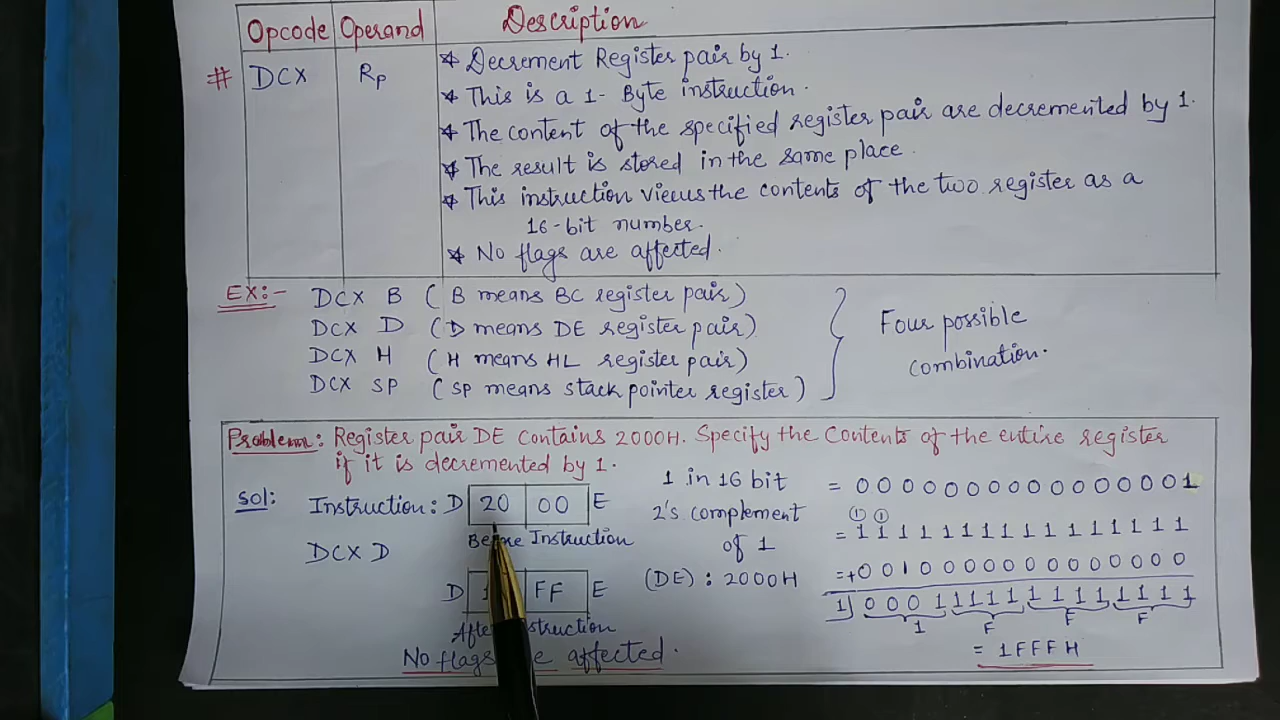 Opcode Operand Description
# DCX Rp * Decrement Register pair by 1.
* This is a 1- Byte instruction.
* The content of the specified register pair are decremented by 1.
* The result is stored in the same place.
* This instruction views the contents of the two register as a
16-bit number.
* No flags are affected.
EX:- DCX B ( B means BC register pair)
DCX D ( D means DE register pair)
DCX H ( H means HL register pair)
DCX SP ( SP means stack pointer register )
Four possible
combination.
Problem: Register pair DE contains 2000H. Specify the contents of the entire register
if it is decremented by 1.
Sol: Instruction: D 20 00 E
DCX D
Before Instruction
D FF E
After Instruction
No flags are affected.
1 in 16 bit = 0 0 0 0 0 0 0 0 0 0 0 0 0 0 0 1
(1) (1)
2's complement
of 1 = 1 1 1 1 1 1 1 1 1 1 1 1 1 1 1 1
(DE) : 2000H =+ 0 0 1 0 0 0 0 0 0 0 0 0 0 0 0 0
1] 0 0 0 1 1 1 1 1 1 1 1 1 1 1 1 1
1 F F F
= 1FFFH